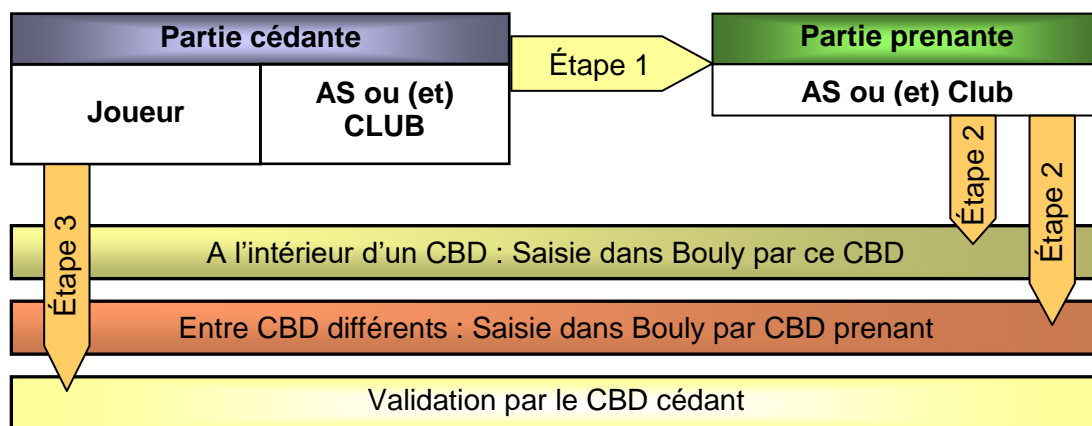 Partie cédante
Étape 1
Partie prenante
Joueur
AS ou (et)
CLUB
AS ou (et) Club
Étape 2
Étape 2
Étape 3
A l’intérieur d’un CBD : Saisie dans Bouly par ce CBD
Entre CBD différents : Saisie dans Bouly par CBD prenant
Validation par le CBD cédant